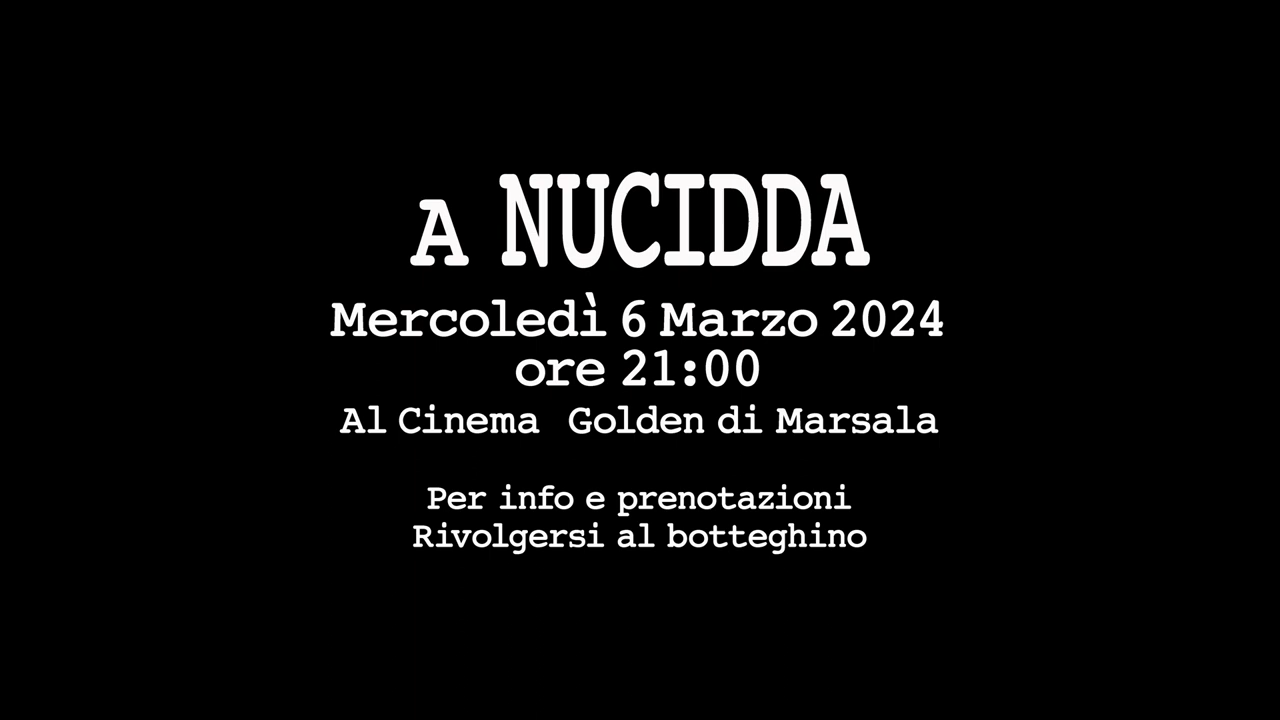 A NUCIDDA
Mercoledì 6 Marzo 2024
ore 21:00
Al Cinema Golden di Marsala
Per info e prenotazioni
Rivolgersi al botteghino